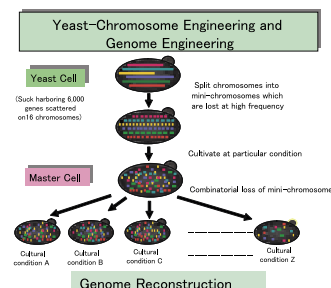 Yeast-Chromosome Engineering and
Genome Engineering
Yeast Cell
(Suck harboring 6,000
genes scattered
on16 chromosomes)
Split chromosomes into
mini-chromosomes which
are lost at high frequency
Cultivate at particular condition
Master Cell
Combinatorial loss of mini-chromosome
Cultural
condition A
Cultural
condition B
Cultural
condition C
Cultural
condition Z
Genome Reconstruction